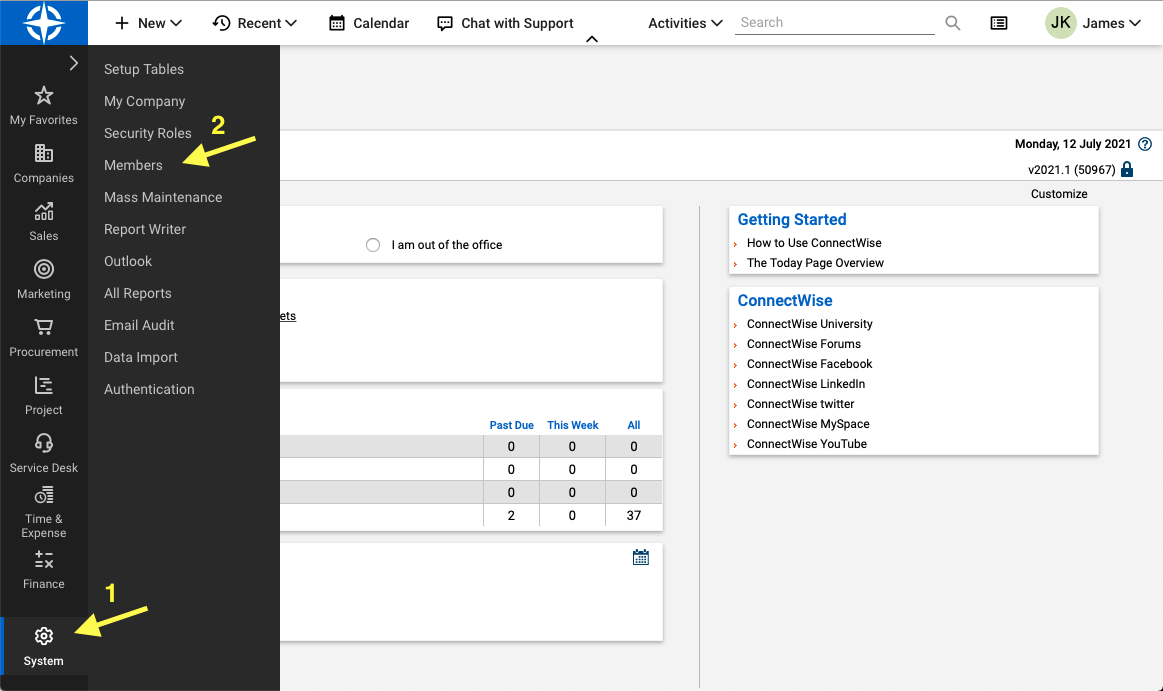 New
Recent
Calendar
Chat with Support
Activities
Search
JK
James
My Favorites
Companies
Sales
Marketing
Procurement
Project
Service Desk
Time &
Expense
Finance
1
System
Setup Tables
My Company
Security Roles
2
Members
Mass Maintenance
Report Writer
Outlook
All Reports
Email Audit
Data Import
Authentication
Monday, 12 July 2021
v2021.1 (50967)
Customize
I am out of the office
ets
Past Due This Week All
0 0 0
0 0 0
0 0 0
2 0 37
Getting Started
How to Use ConnectWise
The Today Page Overview
ConnectWise
ConnectWise University
ConnectWise Forums
ConnectWise Facebook
ConnectWise LinkedIn
ConnectWise twitter
ConnectWise MySpace
ConnectWise YouTube